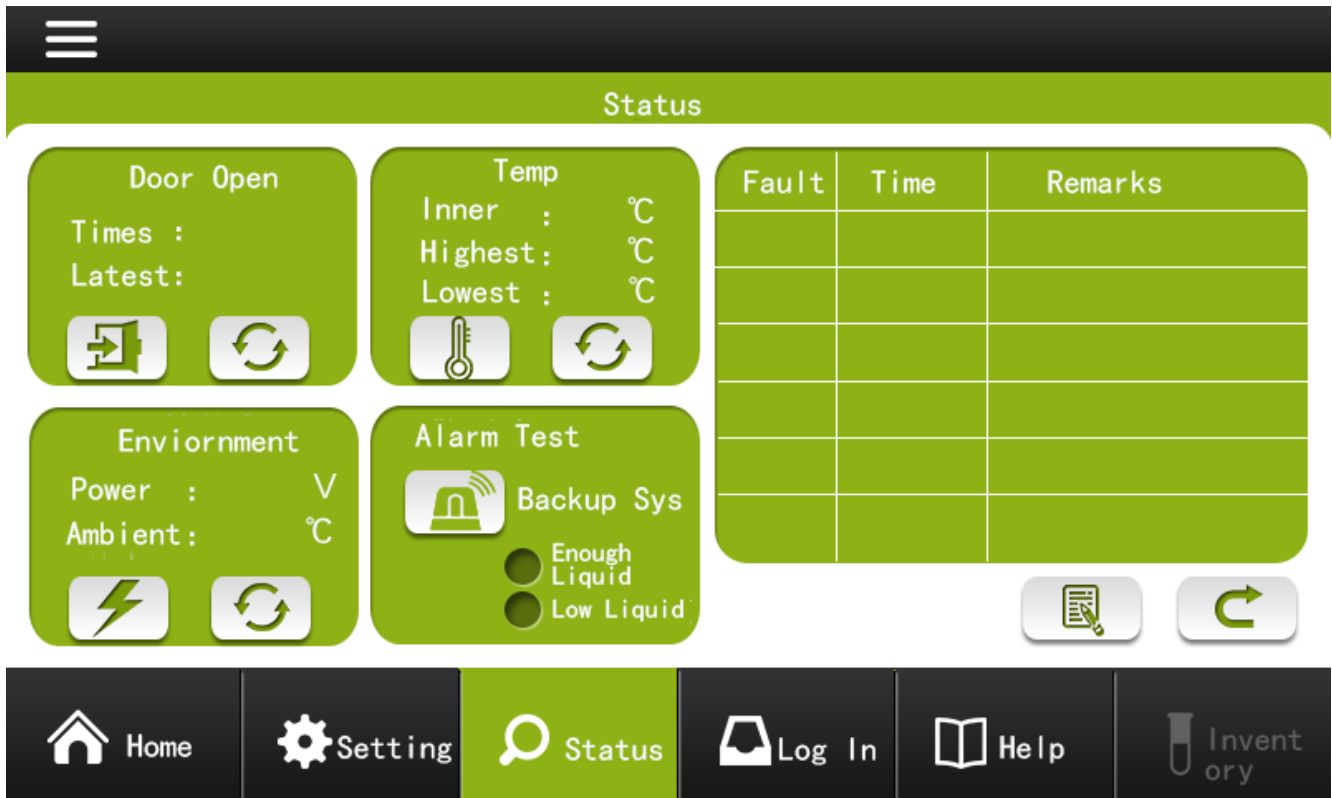 Status
Door Open
Times :
Latest:
Temp
Inner : ℃
Highest: ℃
Lowest : ℃
Fault Time Remarks
Enviornment
Power : V
Ambient: ℃
Alarm Test
Backup Sys
Enough
Liquid
Low Liquid
Home
Setting
Status
Log In
Help
Invent
ory